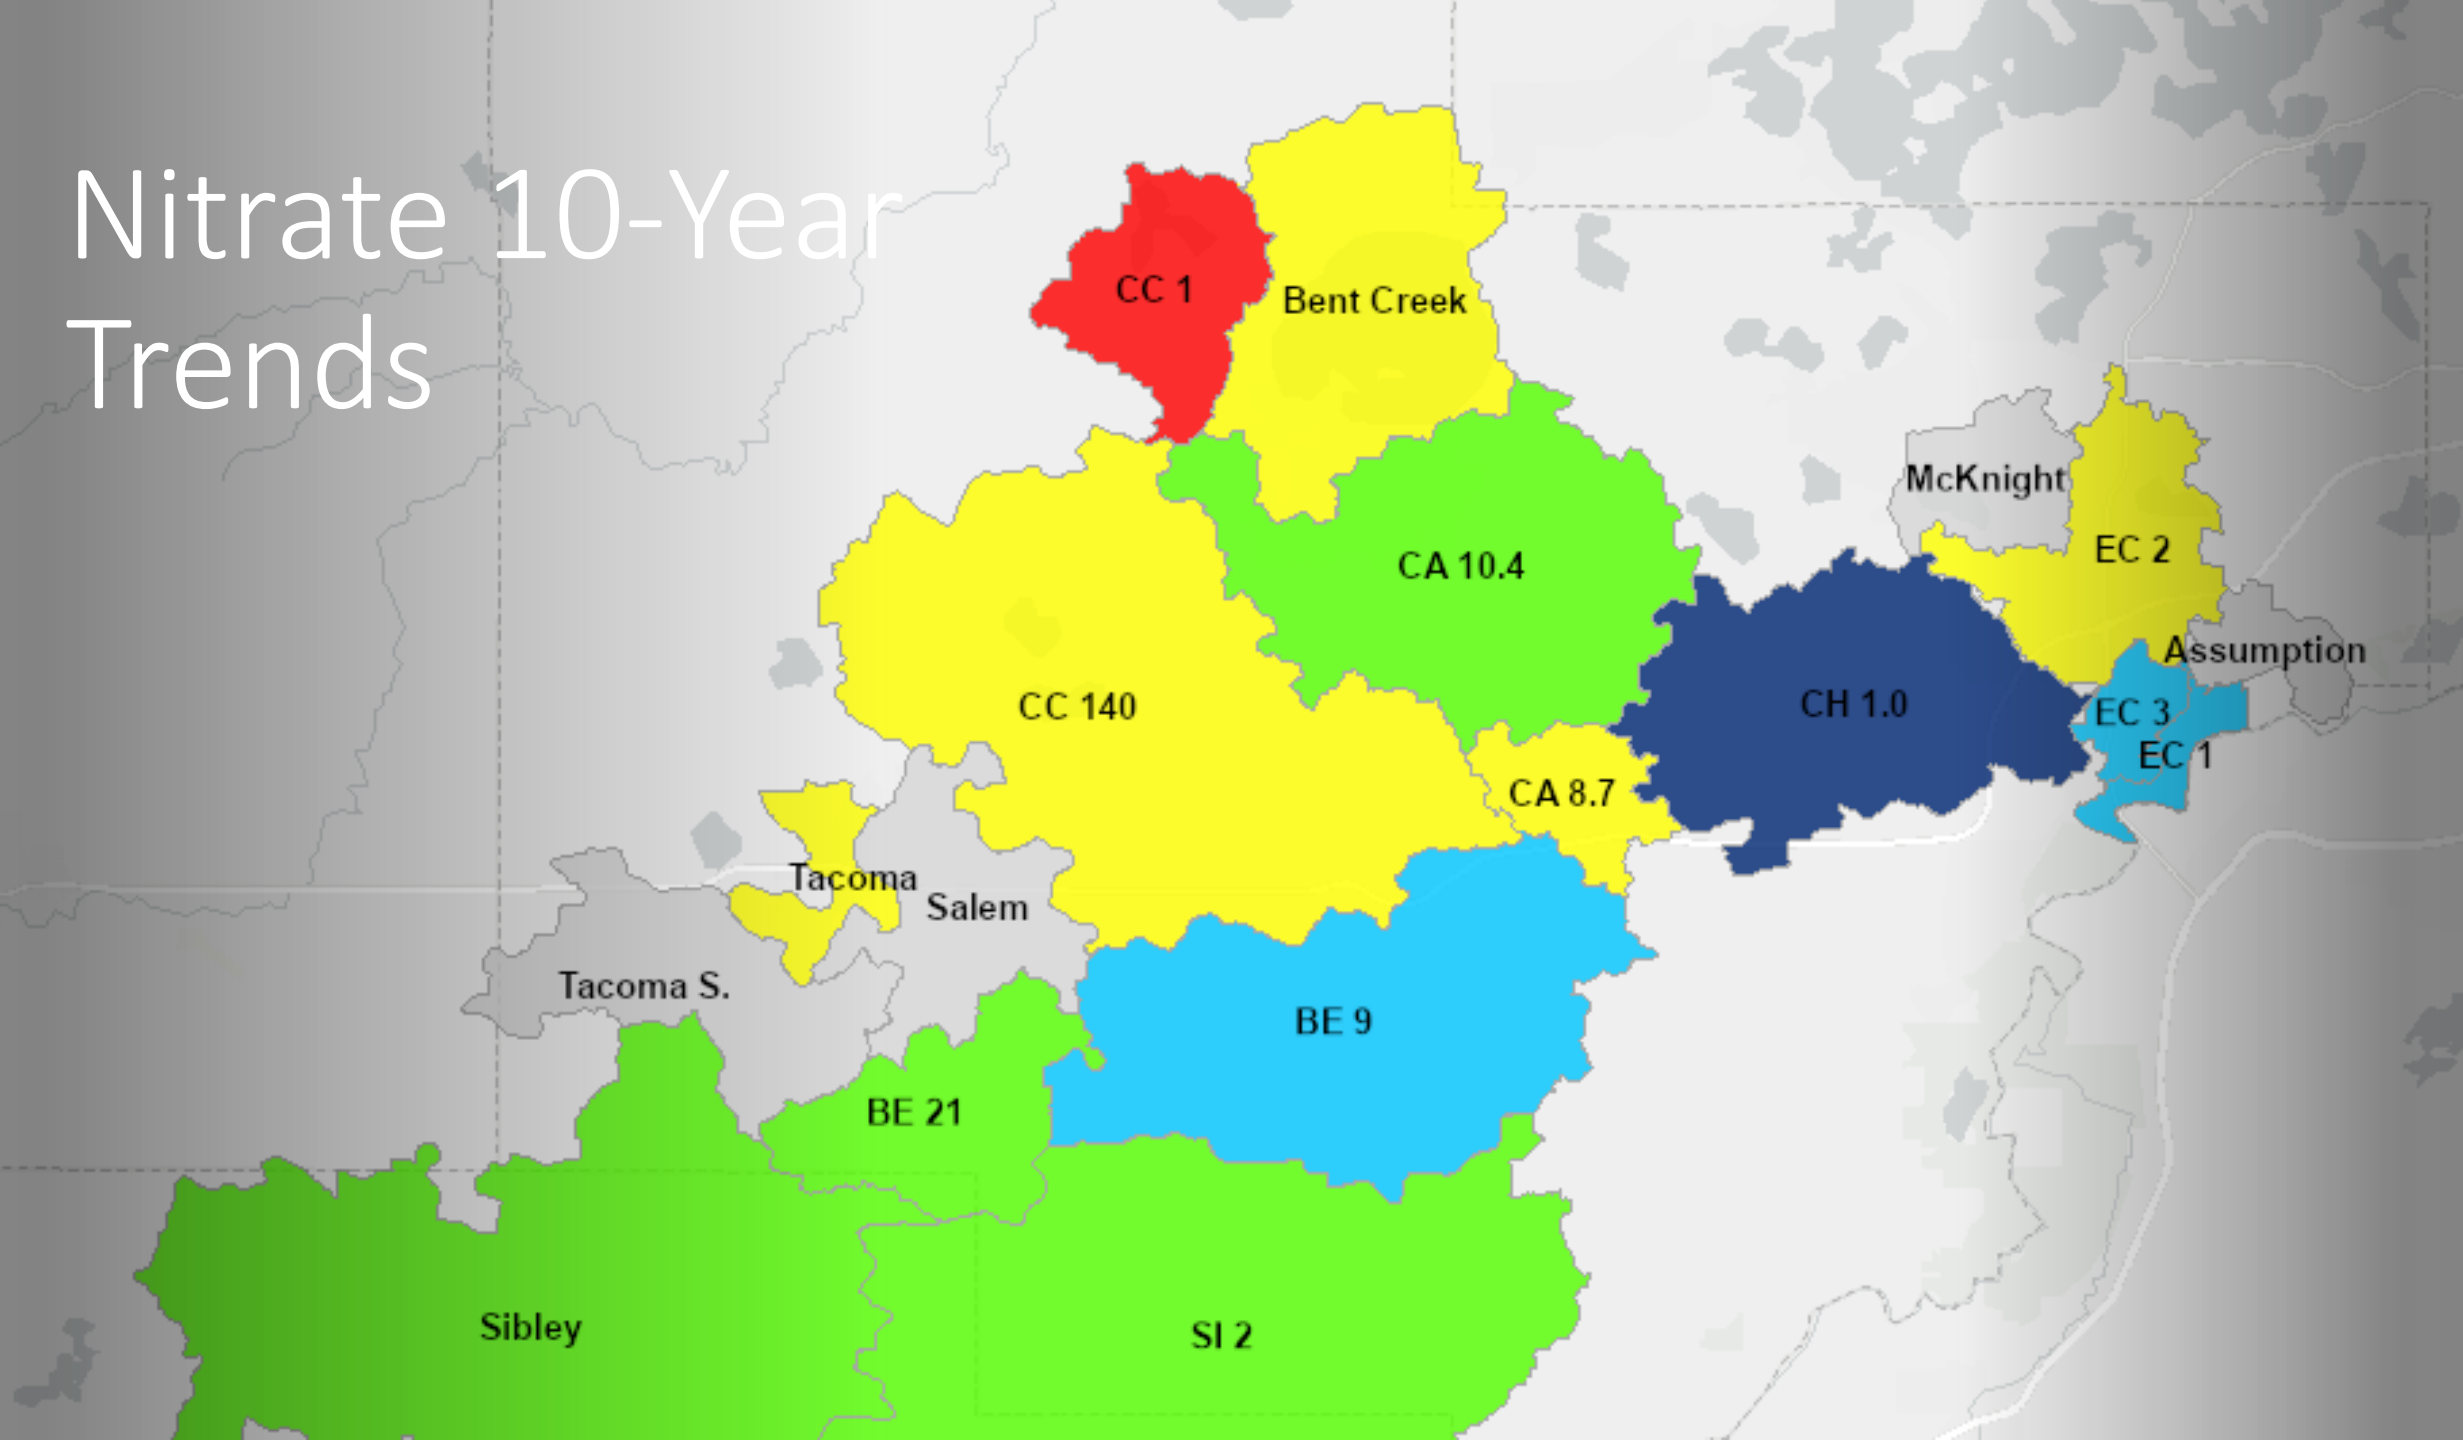 Nitrate 10-Year
Trends
CC 1
Bent Creek
McKnight
EC 2
CA 10.4
Assumption
CC 140
CH 1.0
EC 3
EC 1
CA 8.7
Tacoma
Salem
Tacoma S.
BE 9
BE 21
Sibley
SI 2